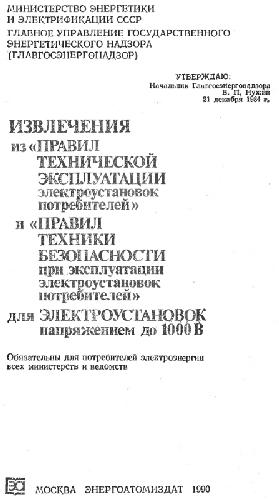 МИНИСТЕРСТВО ЭНЕРГЕТИКИ
И ЭЛЕКТРИФИКАЦИИ СССР
ГЛАВНОЕ УПРАВЛЕНИЕ ГОСУДАРСТВЕННОГО
ЭНЕРГЕТИЧЕСКОГО НАДЗОРА
(ГЛАВГОСЭНЕРГОНАДЗОР)
УТВЕРЖДАЮ:
Начальник Главгосэнергонадзора
21 декабря 1984 г.
ИЗВЛЕЧЕНИЯ
из «ПРАВИЛ
ТЕХНИЧЕСКОЙ
ЭКСПЛУАТАЦИИ
электроустановок
потребителей»
и «ПРАВИЛ
ТЕХНИКИ
БЕЗОПАСНОСТИ
при эксплуатации
электроустановок
потребителей»
для ЭЛЕКТРОУСТАНОВОК
напряжением до 1000 В
Обязательны для потребителей электроэнергии
всех министерств и ведомств
МОСКВА ЭНЕРГОАТОМИЗДАТ 1990